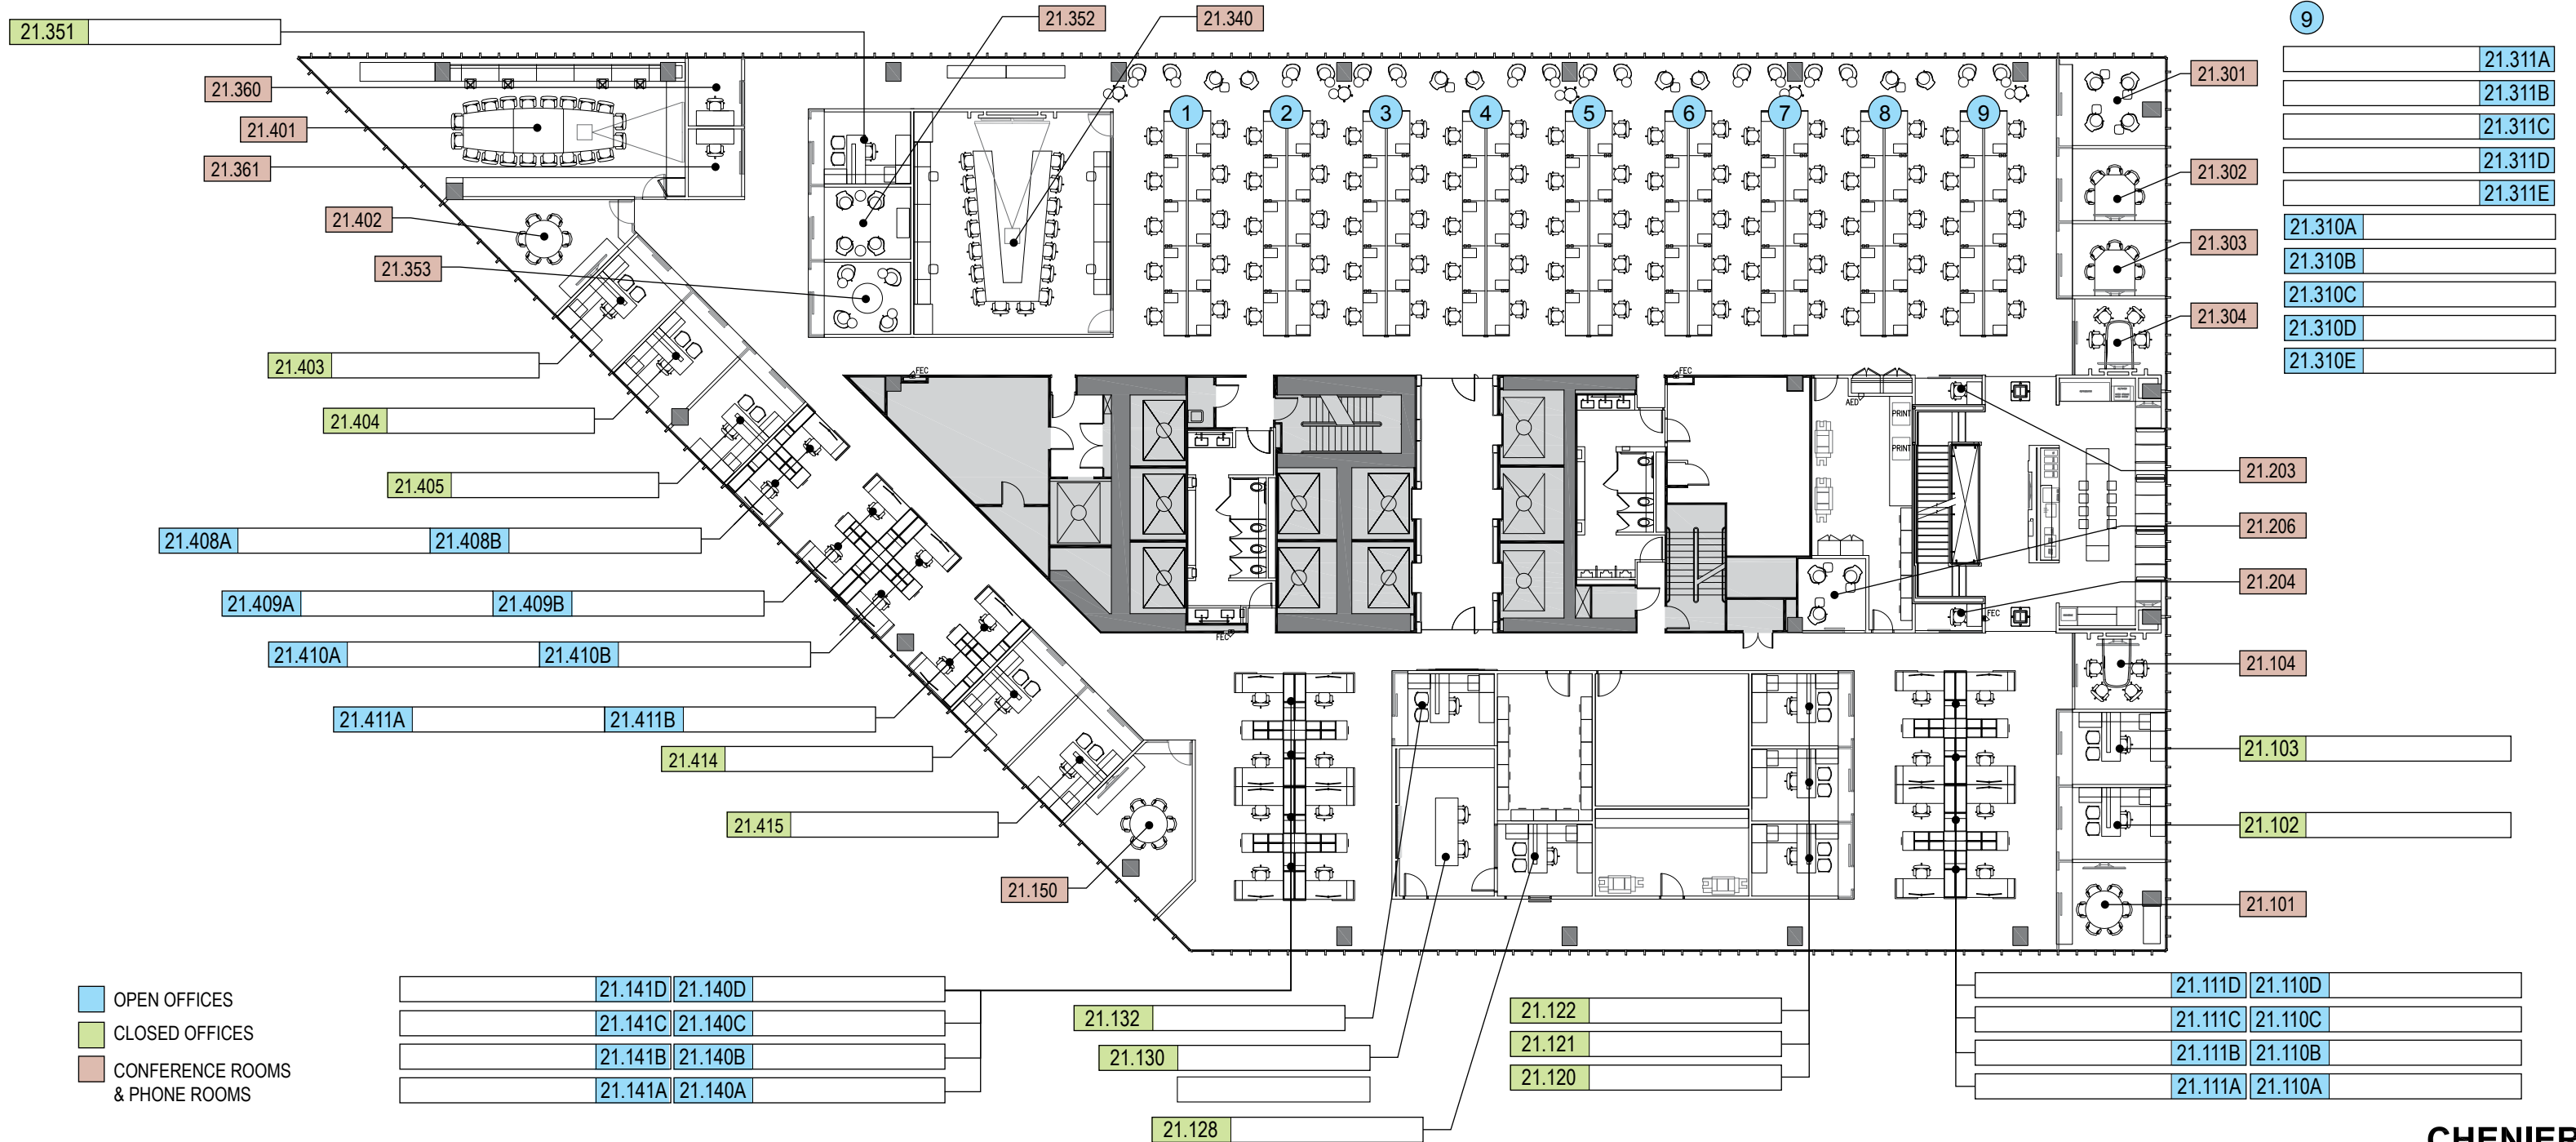 21.351
21.352
21.340
9
21.360
21.401
21.361
21.402
21.353
21.403
21.404
21.405
21.408A 21.408B
21.409A 21.409B
21.410A 21.410B
21.411A 21.411B
21.414
21.415
21.150
1 2 3 4 5 6 7 8 9
21.301
21.302
21.303
21.304
21.311A
21.311B
21.311C
21.311D
21.311E
21.310A
21.310B
21.310C
21.310D
21.310E
FEC
FEC
AED
PRINT
PRINT
FEC
FEC
21.203
21.206
21.204
21.104
21.103
21.102
21.101
OPEN OFFICES
CLOSED OFFICES
CONFERENCE ROOMS
& PHONE ROOMS
21.141D 21.140D
21.141C 21.140C
21.141B 21.140B
21.141A 21.140A
21.132
21.130
21.128
21.122
21.121
21.120
21.111D 21.110D
21.111C 21.110C
21.111B 21.110B
21.111A 21.110A
CHENIER